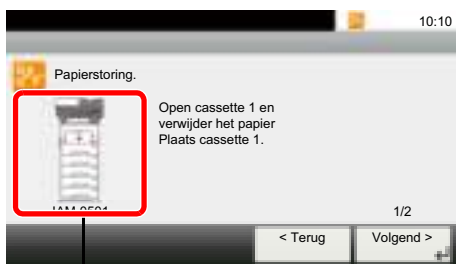 10:10
Papierstoring.
Open cassette 1 en
verwijder het papier
Plaats cassette 1.
1/2
< Terug
Volgend >